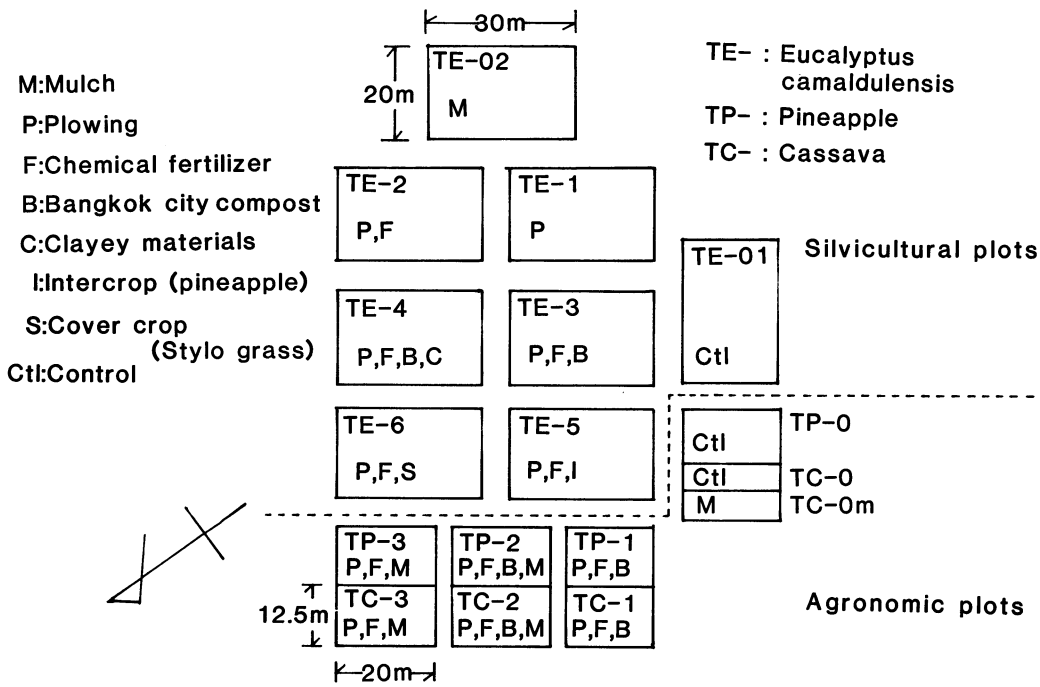 30m
20m
TE-02
M
M:Mulch
P:Plowing
F:Chemical fertilizer
B:Bangkok city compost
C:Clayey materials
I:Intercrop (pineapple)
S:Cover crop
(Stylo grass)
Ctl:Control
TE- : Eucalyptus
camaldulensis
TP- : Pineapple
TC- : Cassava
TE-2
P,F
TE-1
P
TE-01
Ctl
Silvicultural plots
TE-4
P,F,B,C
TE-3
P,F,B
TE-6
P,F,S
TE-5
P,F,I
Ctl
TP-0
Ctl
TC-0
M
TC-0m
TP-3
P,F,M
TP-2
P,F,B,M
TP-1
P,F,B
12.5m
TC-3
P,F,M
TC-2
P,F,B,M
TC-1
P,F,B
Agronomic plots
20m